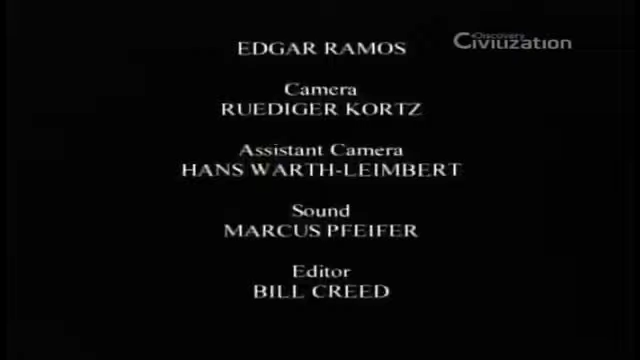 Discovery
Civilization
EDGAR RAMOS
Camera
RUEDIGER KORTZ
Assistant Camera
HANS WARTH-LEIMBERT
Sound
MARCUS PFEIFER
Editor
BILL CREED